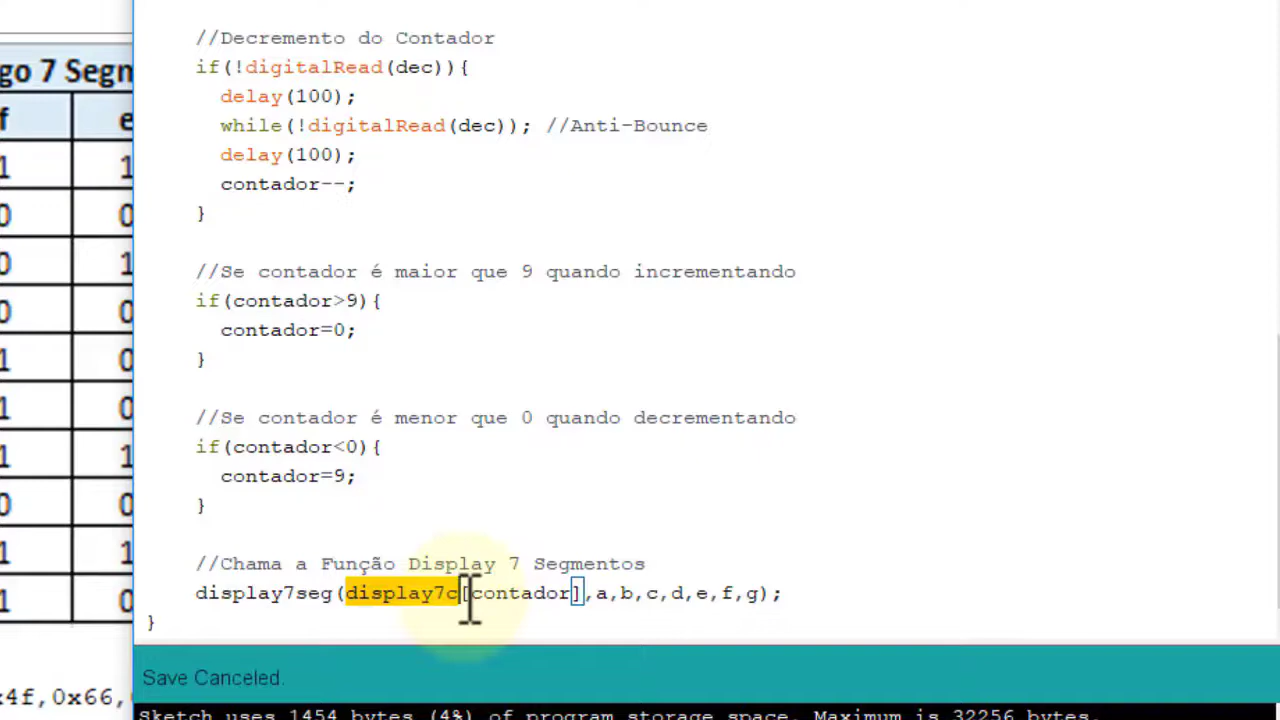 go 7 Segm
f e
1 1
0 0
0 1
0 0
1 0
1 0
1 1
0 0
1 1
1 0
x4f,0x66,
//Decremento do Contador
if(!digitalRead(dec)){
delay(100);
while(!digitalRead(dec)); //Anti-Bounce
delay(100);
contador--;
}
//Se contador é maior que 9 quando incrementando
if(contador>9){
contador=0;
}
//Se contador é menor que 0 quando decrementando
if(contador<0){
contador=9;
}
//Chama a Função Display 7 Segmentos
display7seg(display7c[contador],a,b,c,d,e,f,g);
}
Save Canceled.
Sketch uses 1454 bytes (4%) of program storage space. Maximum is 32256 bytes.